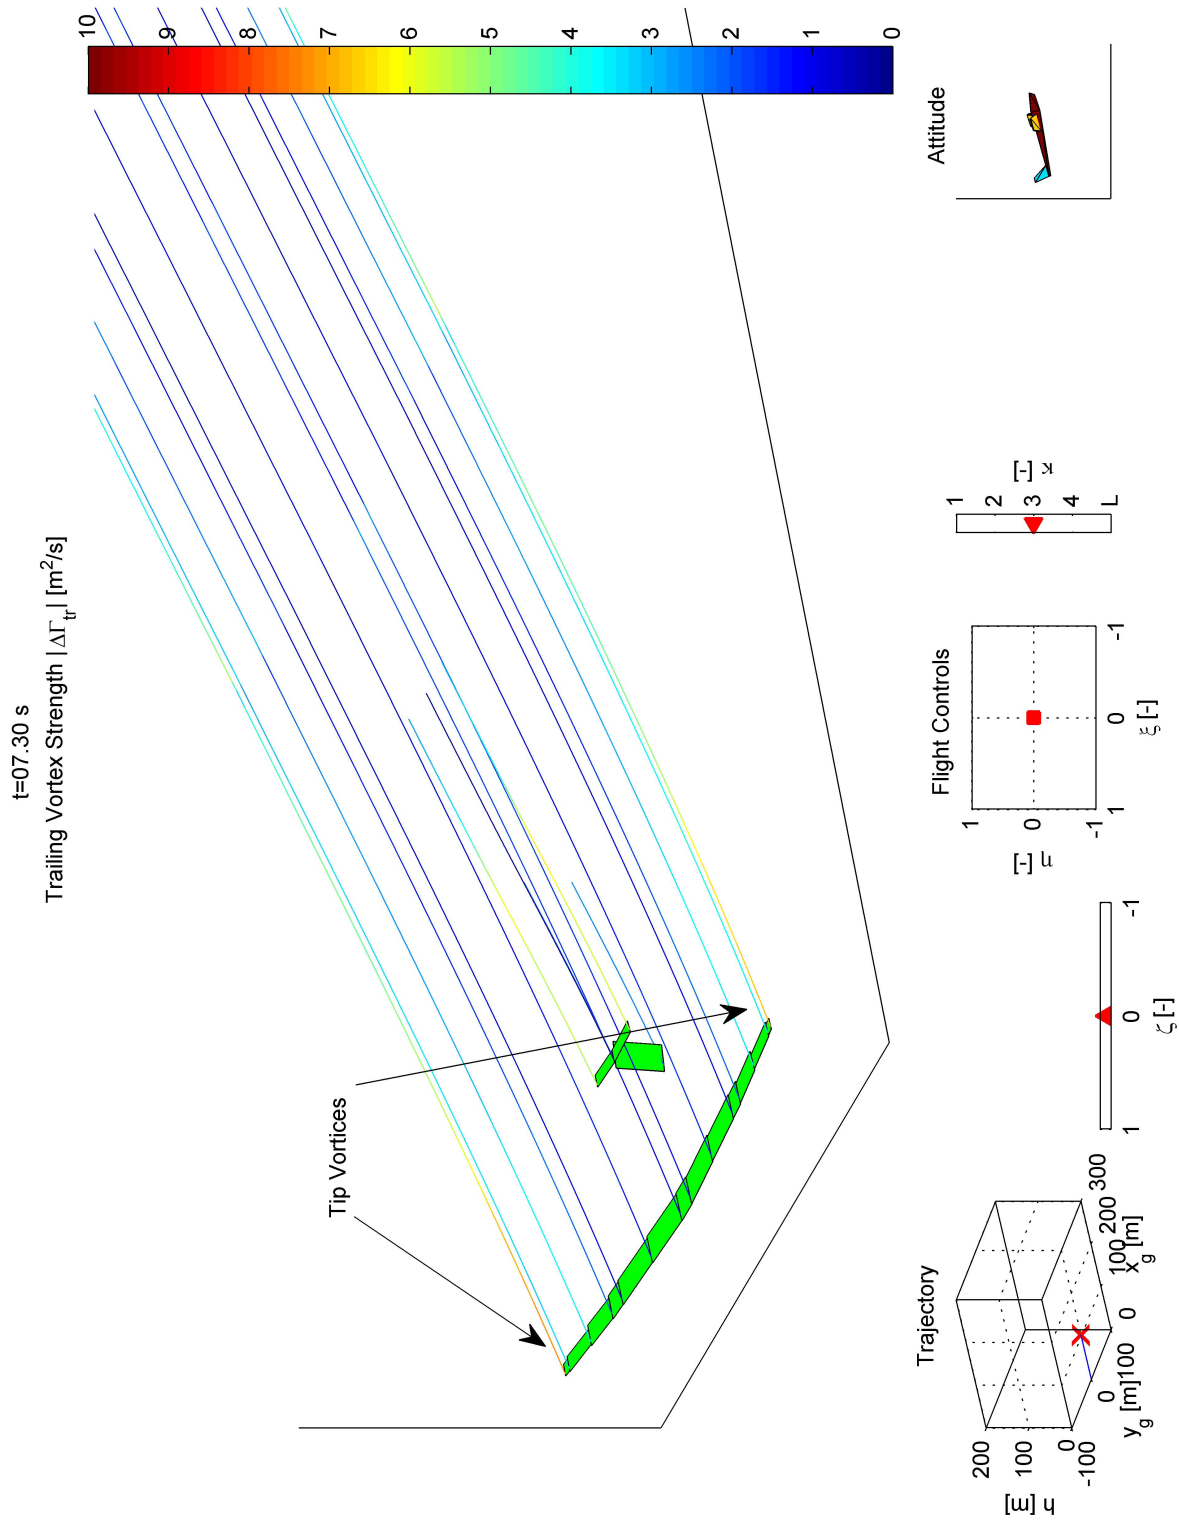 t=07.30 s
Trailing Vortex Strength |ΔΓtr| [m²/s]
Tip Vortices
10
9
8
7
6
5
4
3
2
1
0
Trajectory
h [m]
200
100
0
-100
0
100
yg [m]
0
100
200
300
xg [m]
1
0
-1
ζ [-]
Flight Controls
η [-]
1
0
-1
1
0
-1
ξ [-]
1
2
3
4
L
κ [-]
Attitude